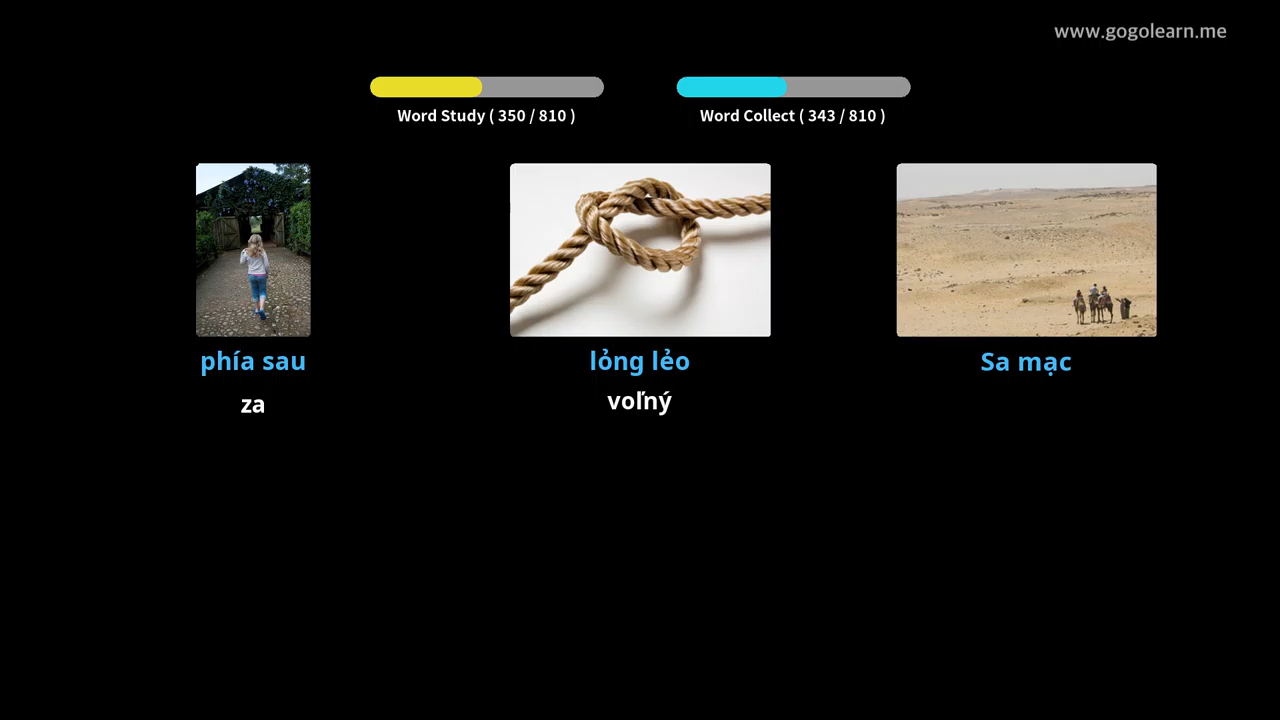 www.gogolearn.me
Word Study ( 350 / 810 )
Word Collect ( 343 / 810 )
phía sau
lỏng lẻo
Sa mạc
za
voľný